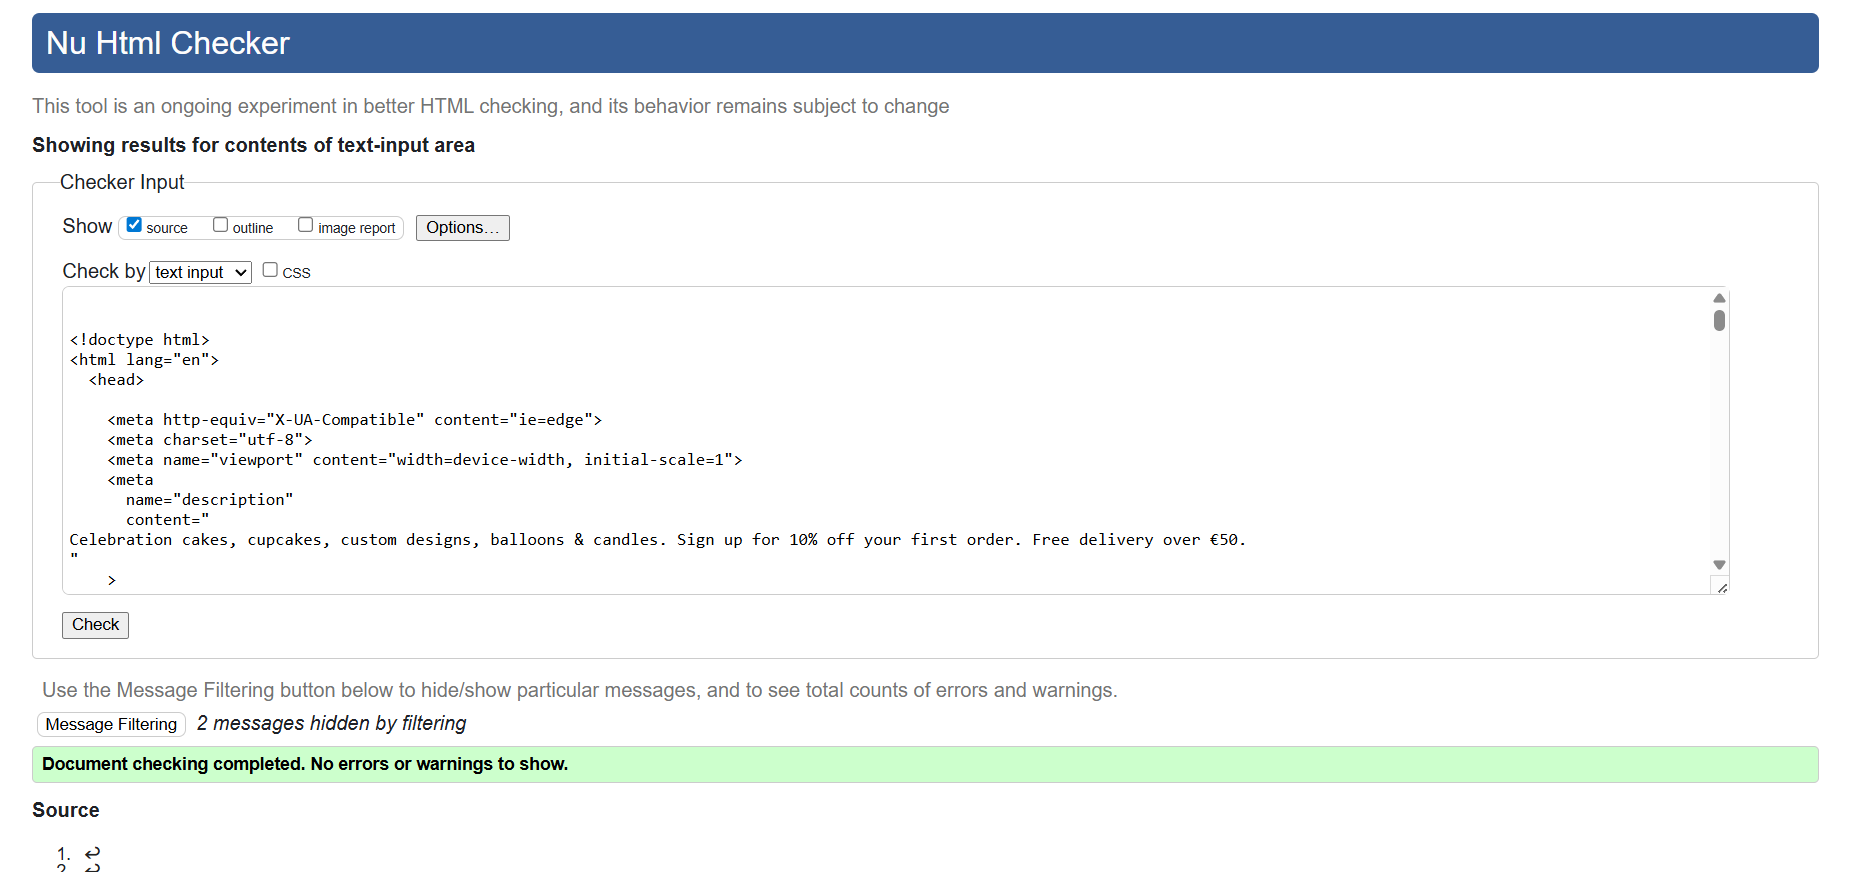 Nu Html Checker
This tool is an ongoing experiment in better HTML checking, and its behavior remains subject to change
Showing results for contents of text-input area
Checker Input
Show source outline image report Options...
Check by text input CSS
<!doctype html>
<html lang="en">
<head>
<meta http-equiv="X-UA-Compatible" content="ie=edge">
<meta charset="utf-8">
<meta name="viewport" content="width=device-width, initial-scale=1">
<meta
name="description"
content="
Celebration cakes, cupcakes, custom designs, balloons & candles. Sign up for 10% off your first order. Free delivery over €50.
"
>
Check
Use the Message Filtering button below to hide/show particular messages, and to see total counts of errors and warnings.
Message Filtering 2 messages hidden by filtering
Document checking completed. No errors or warnings to show.
Source
1. ↩
2. ↩